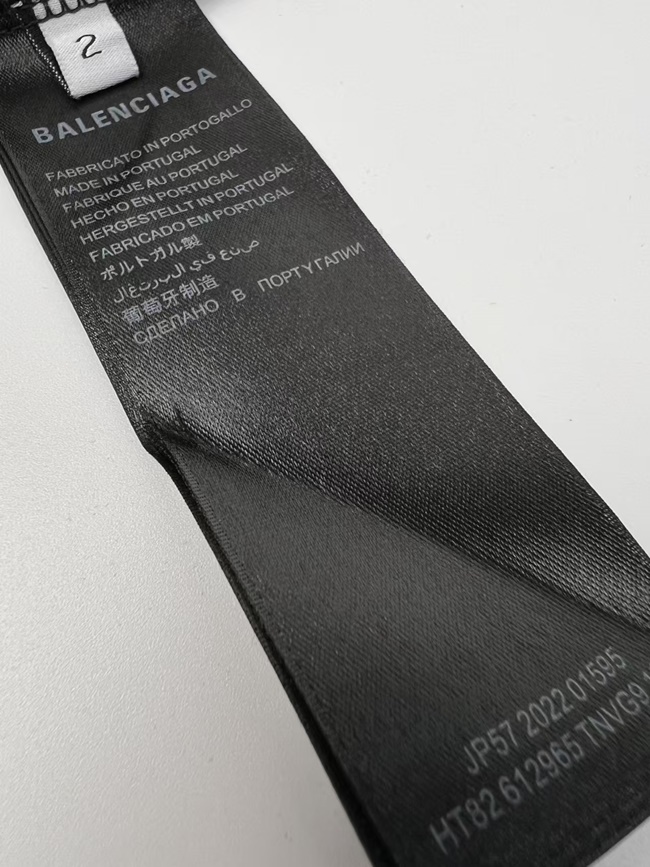 2
BALENCIAGA
FABBRICATO IN PORTOGALLO
MADE IN PORTUGAL
FABRIQUE AU PORTUGAL
HECHO EN PORTUGAL
HERGESTELLT IN PORTUGAL
FABRICADO EM PORTUGAL
ポルトガル製
صنع في البرتغال
葡萄牙制造
СДЕЛАНО В ПОРТУГАЛИИ
JP57 2022.01595
HT82 612965 TNVG9